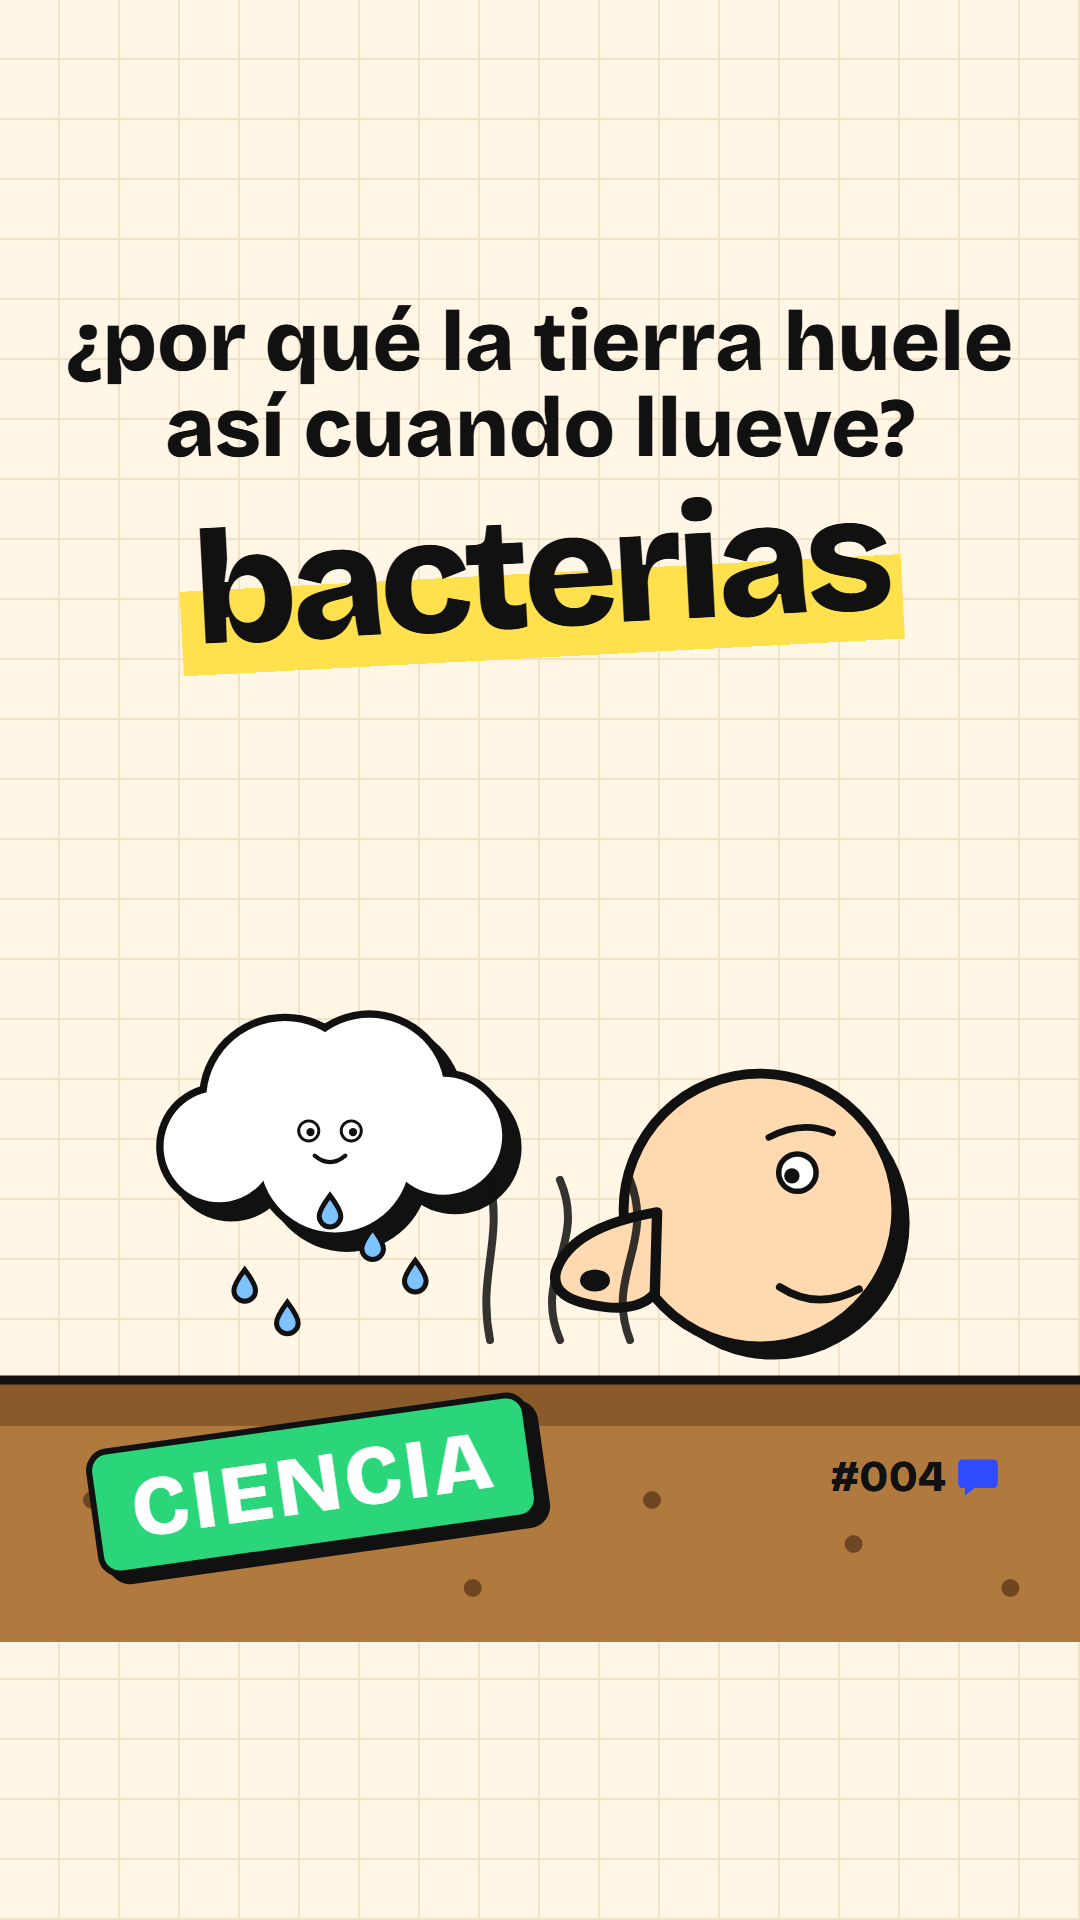 ¿por qué la tierra huele
así cuando llueve?
bacterias
CIENCIA
#004